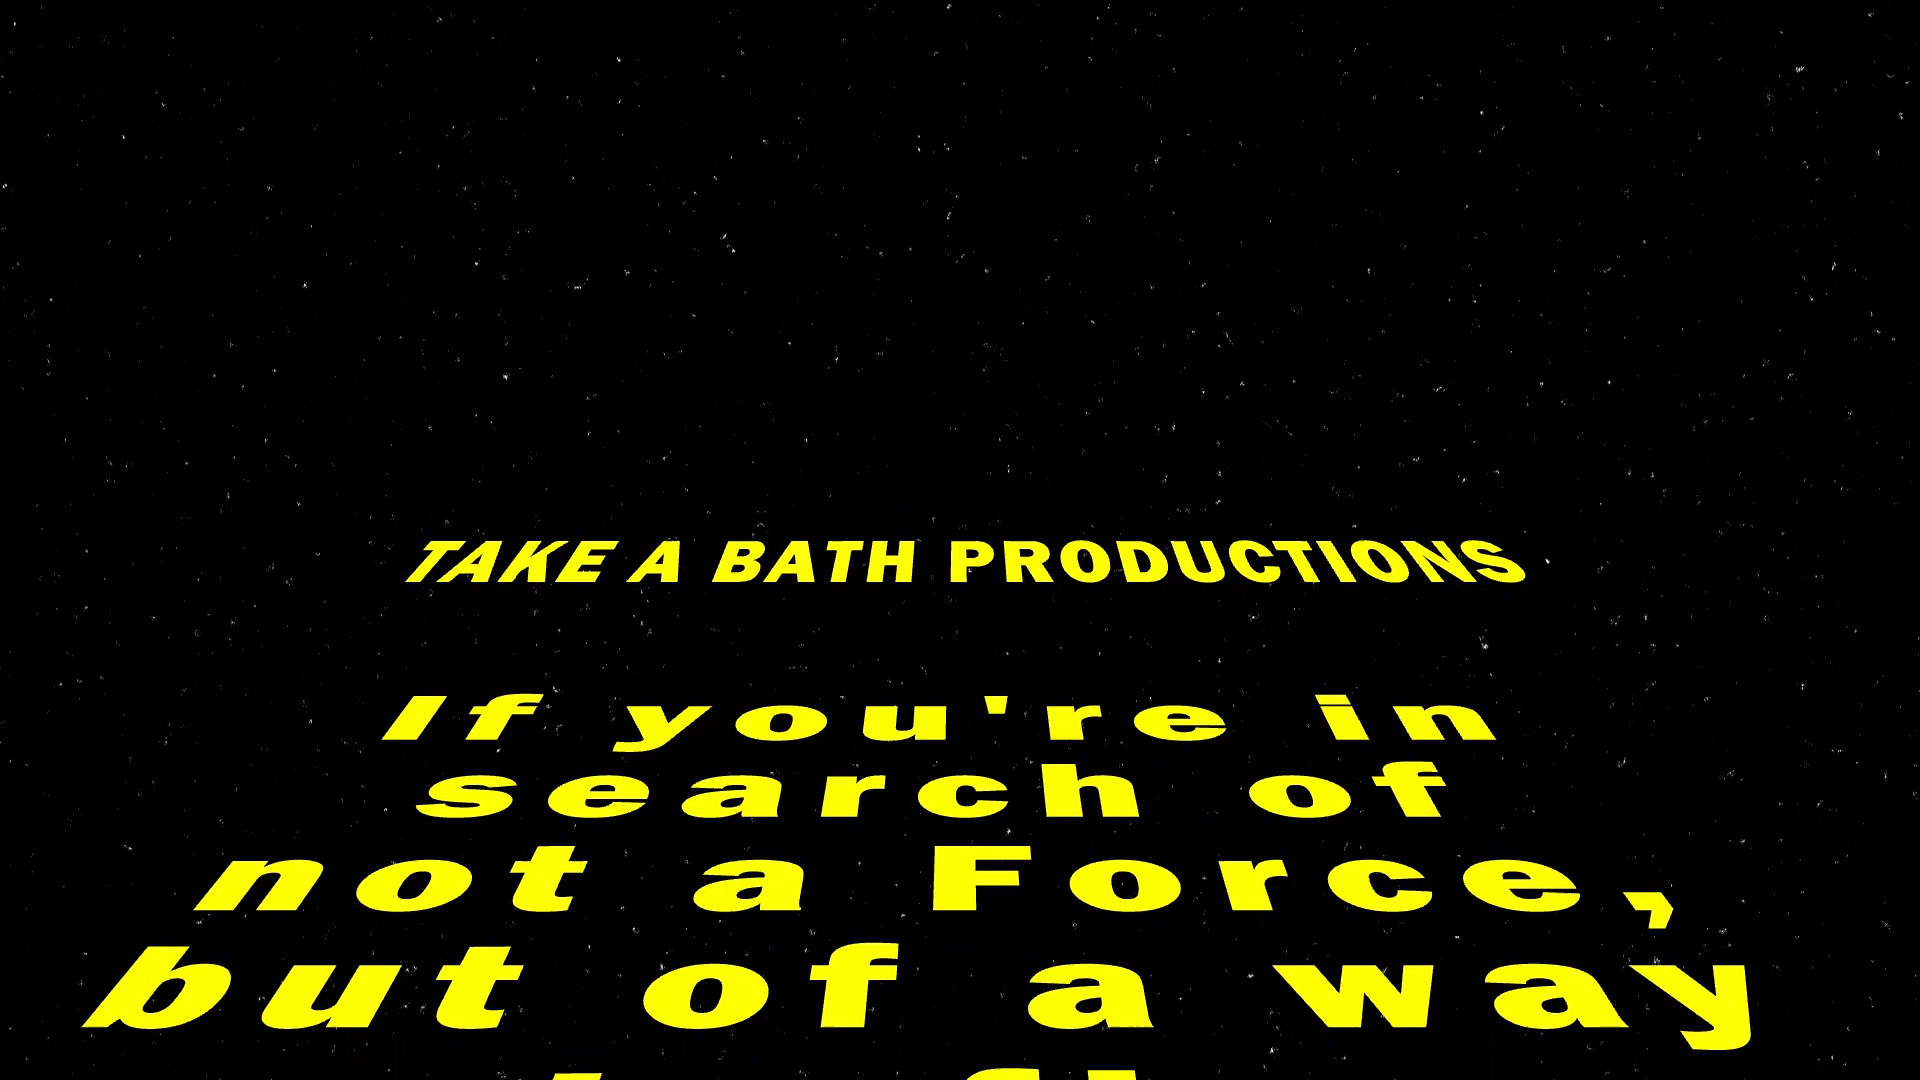 TAKE A BATH PRODUCTIONS
If you're in
search of
not a Force,
but of a way